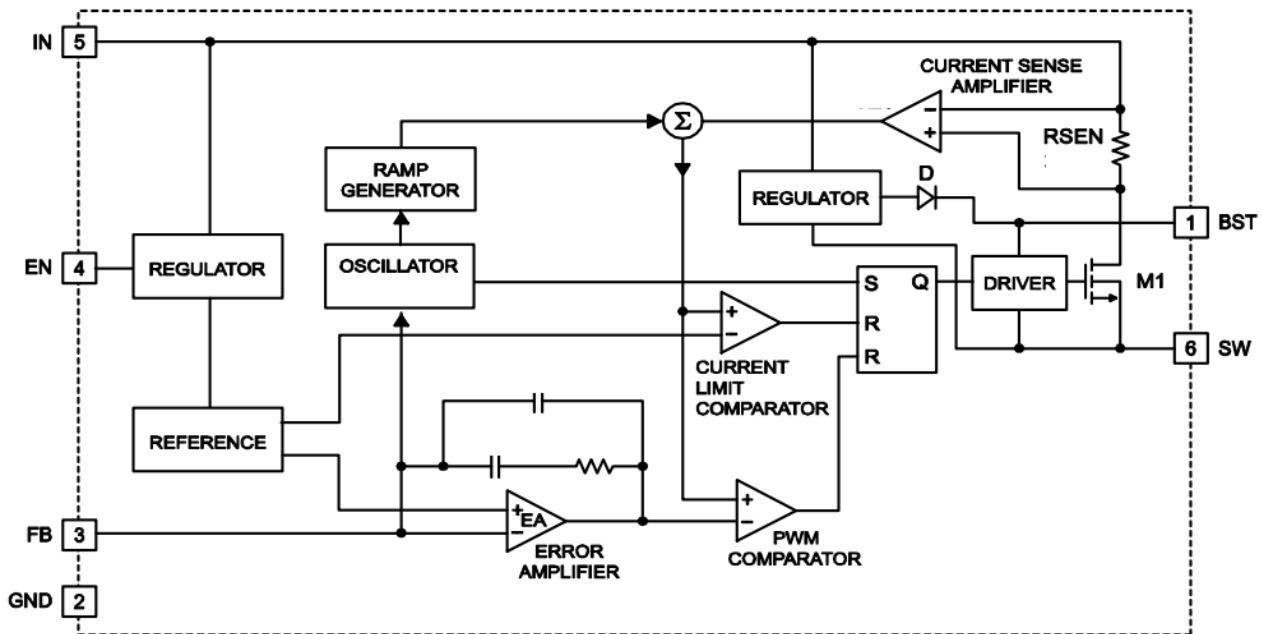 IN 5
CURRENT SENSE
AMPLIFIER
Σ
−
+
RSEN
RAMP
GENERATOR
D
REGULATOR
1 BST
EN 4
REGULATOR
OSCILLATOR
S Q
DRIVER
M1
+
−
R
6 SW
CURRENT
LIMIT
COMPARATOR
R
REFERENCE
+
EA
−
+
−
FB 3
ERROR
AMPLIFIER
PWM
COMPARATOR
GND 2